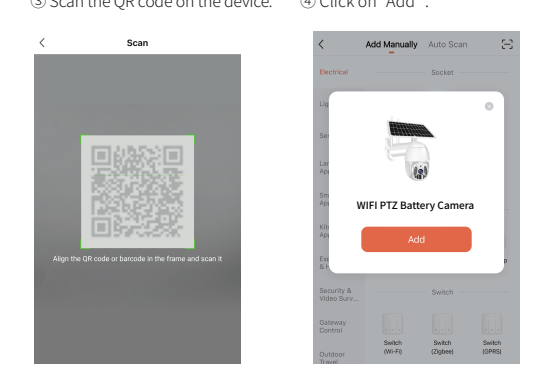 ③ Scan the QR code on the device.
④ Click on "Add".
Scan
Align the QR code or barcode in the frame and scan it
Add Manually Auto Scan
Electrical
Socket
WIFI PTZ Battery Camera
Add
Security &
Video Surv...
Switch
Gateway
Control
Switch
(Wi-Fi)
Switch
(Zigbee)
Switch
(GPRS)
Outdoor
Travel